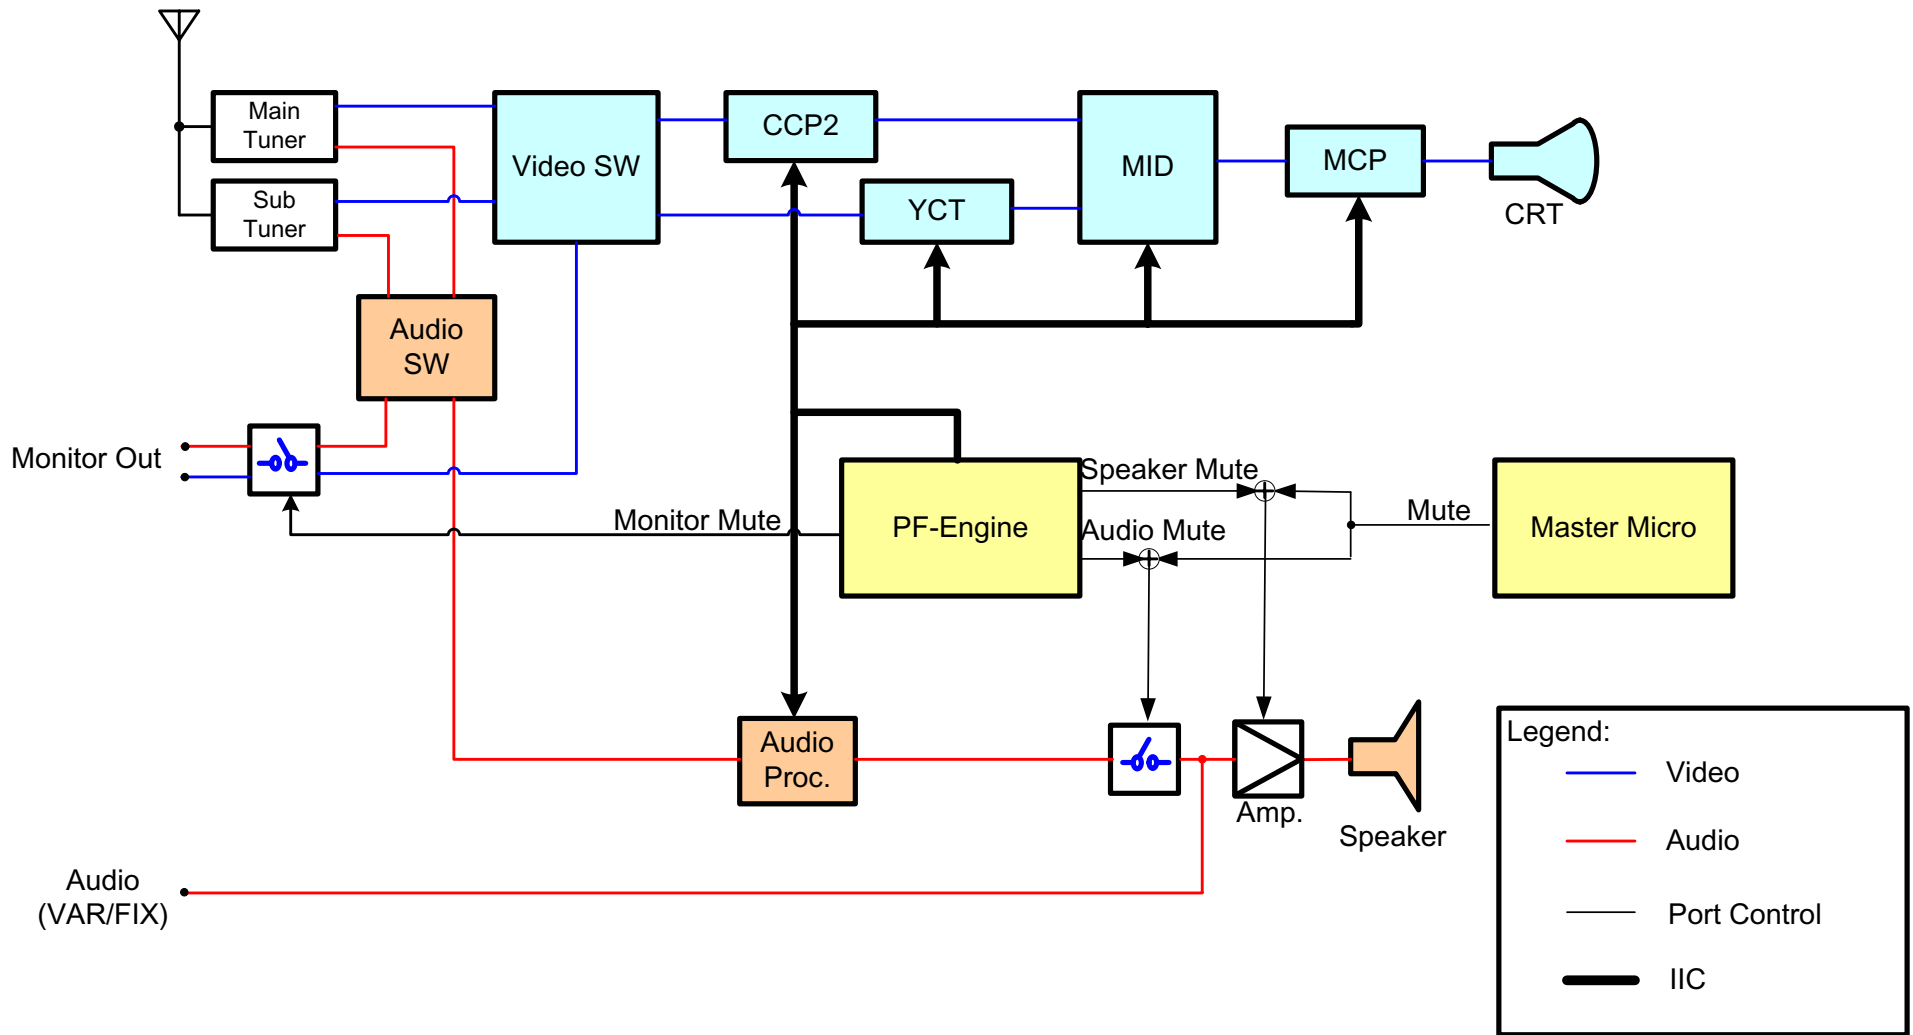 Main
Tuner
Sub
Tuner
Video SW
CCP2
YCT
MID
MCP
CRT
Audio
SW
Monitor Out
Monitor Mute
PF-Engine
Speaker Mute
Audio Mute
Mute
Master Micro
Audio
Proc.
Amp.
Speaker
Audio
(VAR/FIX)
Legend:
Video
Audio
Port Control
IIC